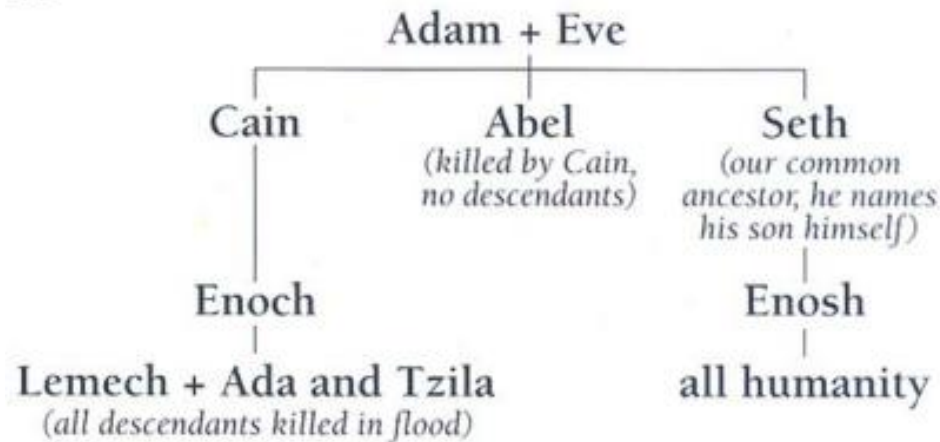 Adam + Eve
Cain Abel Seth
(killed by Cain, (our common
no descendants) ancestor, he names
his son himself)
Enoch Enosh
Lemech + Ada and Tzila all humanity
(all descendants killed in flood)